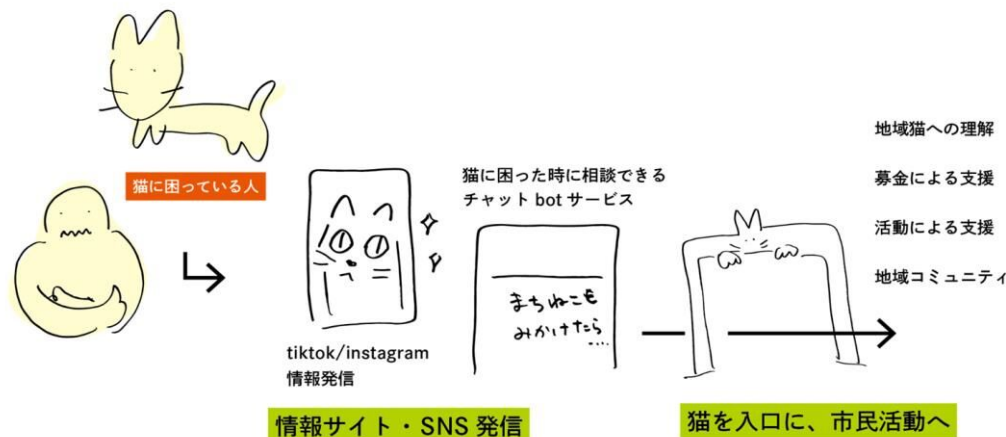 猫に困っている人
tiktok/instagram
情報発信
猫に困った時に相談できる
チャット bot サービス
まちねこを
みかけたら
....
情報サイト・SNS 発信
地域猫への理解
募金による支援
活動による支援
地域コミュニティ
猫を入口に、市民活動へ